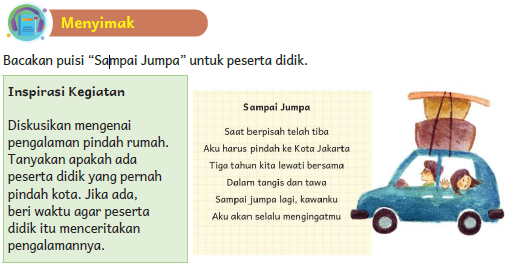 Menyimak
Bacakan puisi “Sampai Jumpa” untuk peserta didik.
Inspirasi Kegiatan
Diskusikan mengenai
pengalaman pindah rumah.
Tanyakan apakah ada
peserta didik yang pernah
pindah kota. Jika ada,
beri waktu agar peserta
didik itu menceritakan
pengalamannya.
Sampai Jumpa
Saat berpisah telah tiba
Aku harus pindah ke Kota Jakarta
Tiga tahun kita lewati bersama
Dalam tangis dan tawa
Sampai jumpa lagi, kawanku
Aku akan selalu mengingatmu